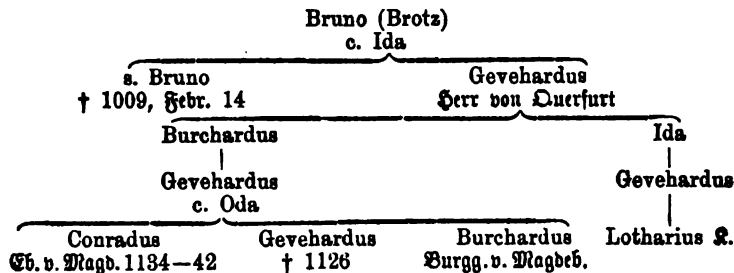 Bruno (Brotz)
c. Ida
s. Bruno Gevehardus
† 1009, Febr. 14 Herr von Querfurt
Burchardus Ida
Gevehardus Gevehardus
c. Oda
Conradus Gevehardus Burchardus Lotharius K.
Eb. v. Magd. 1134—42 † 1126 Burgg. v. Magdeb.